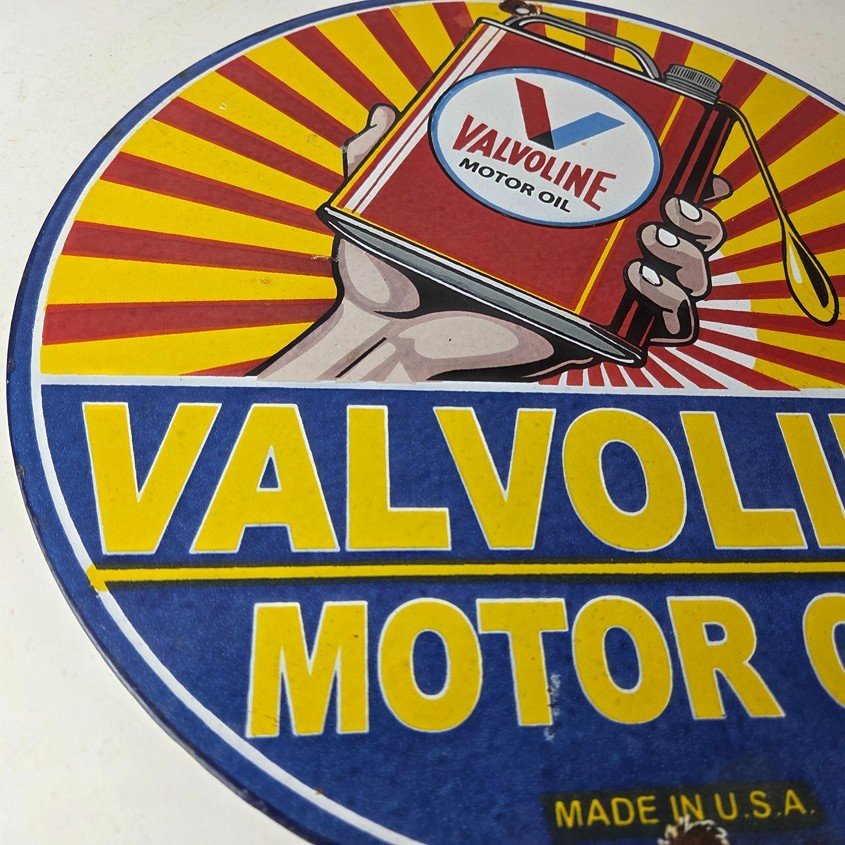 VALVOLINE
MOTOR OIL
VALVOLI
MOTOR
MADE IN U.S.A.